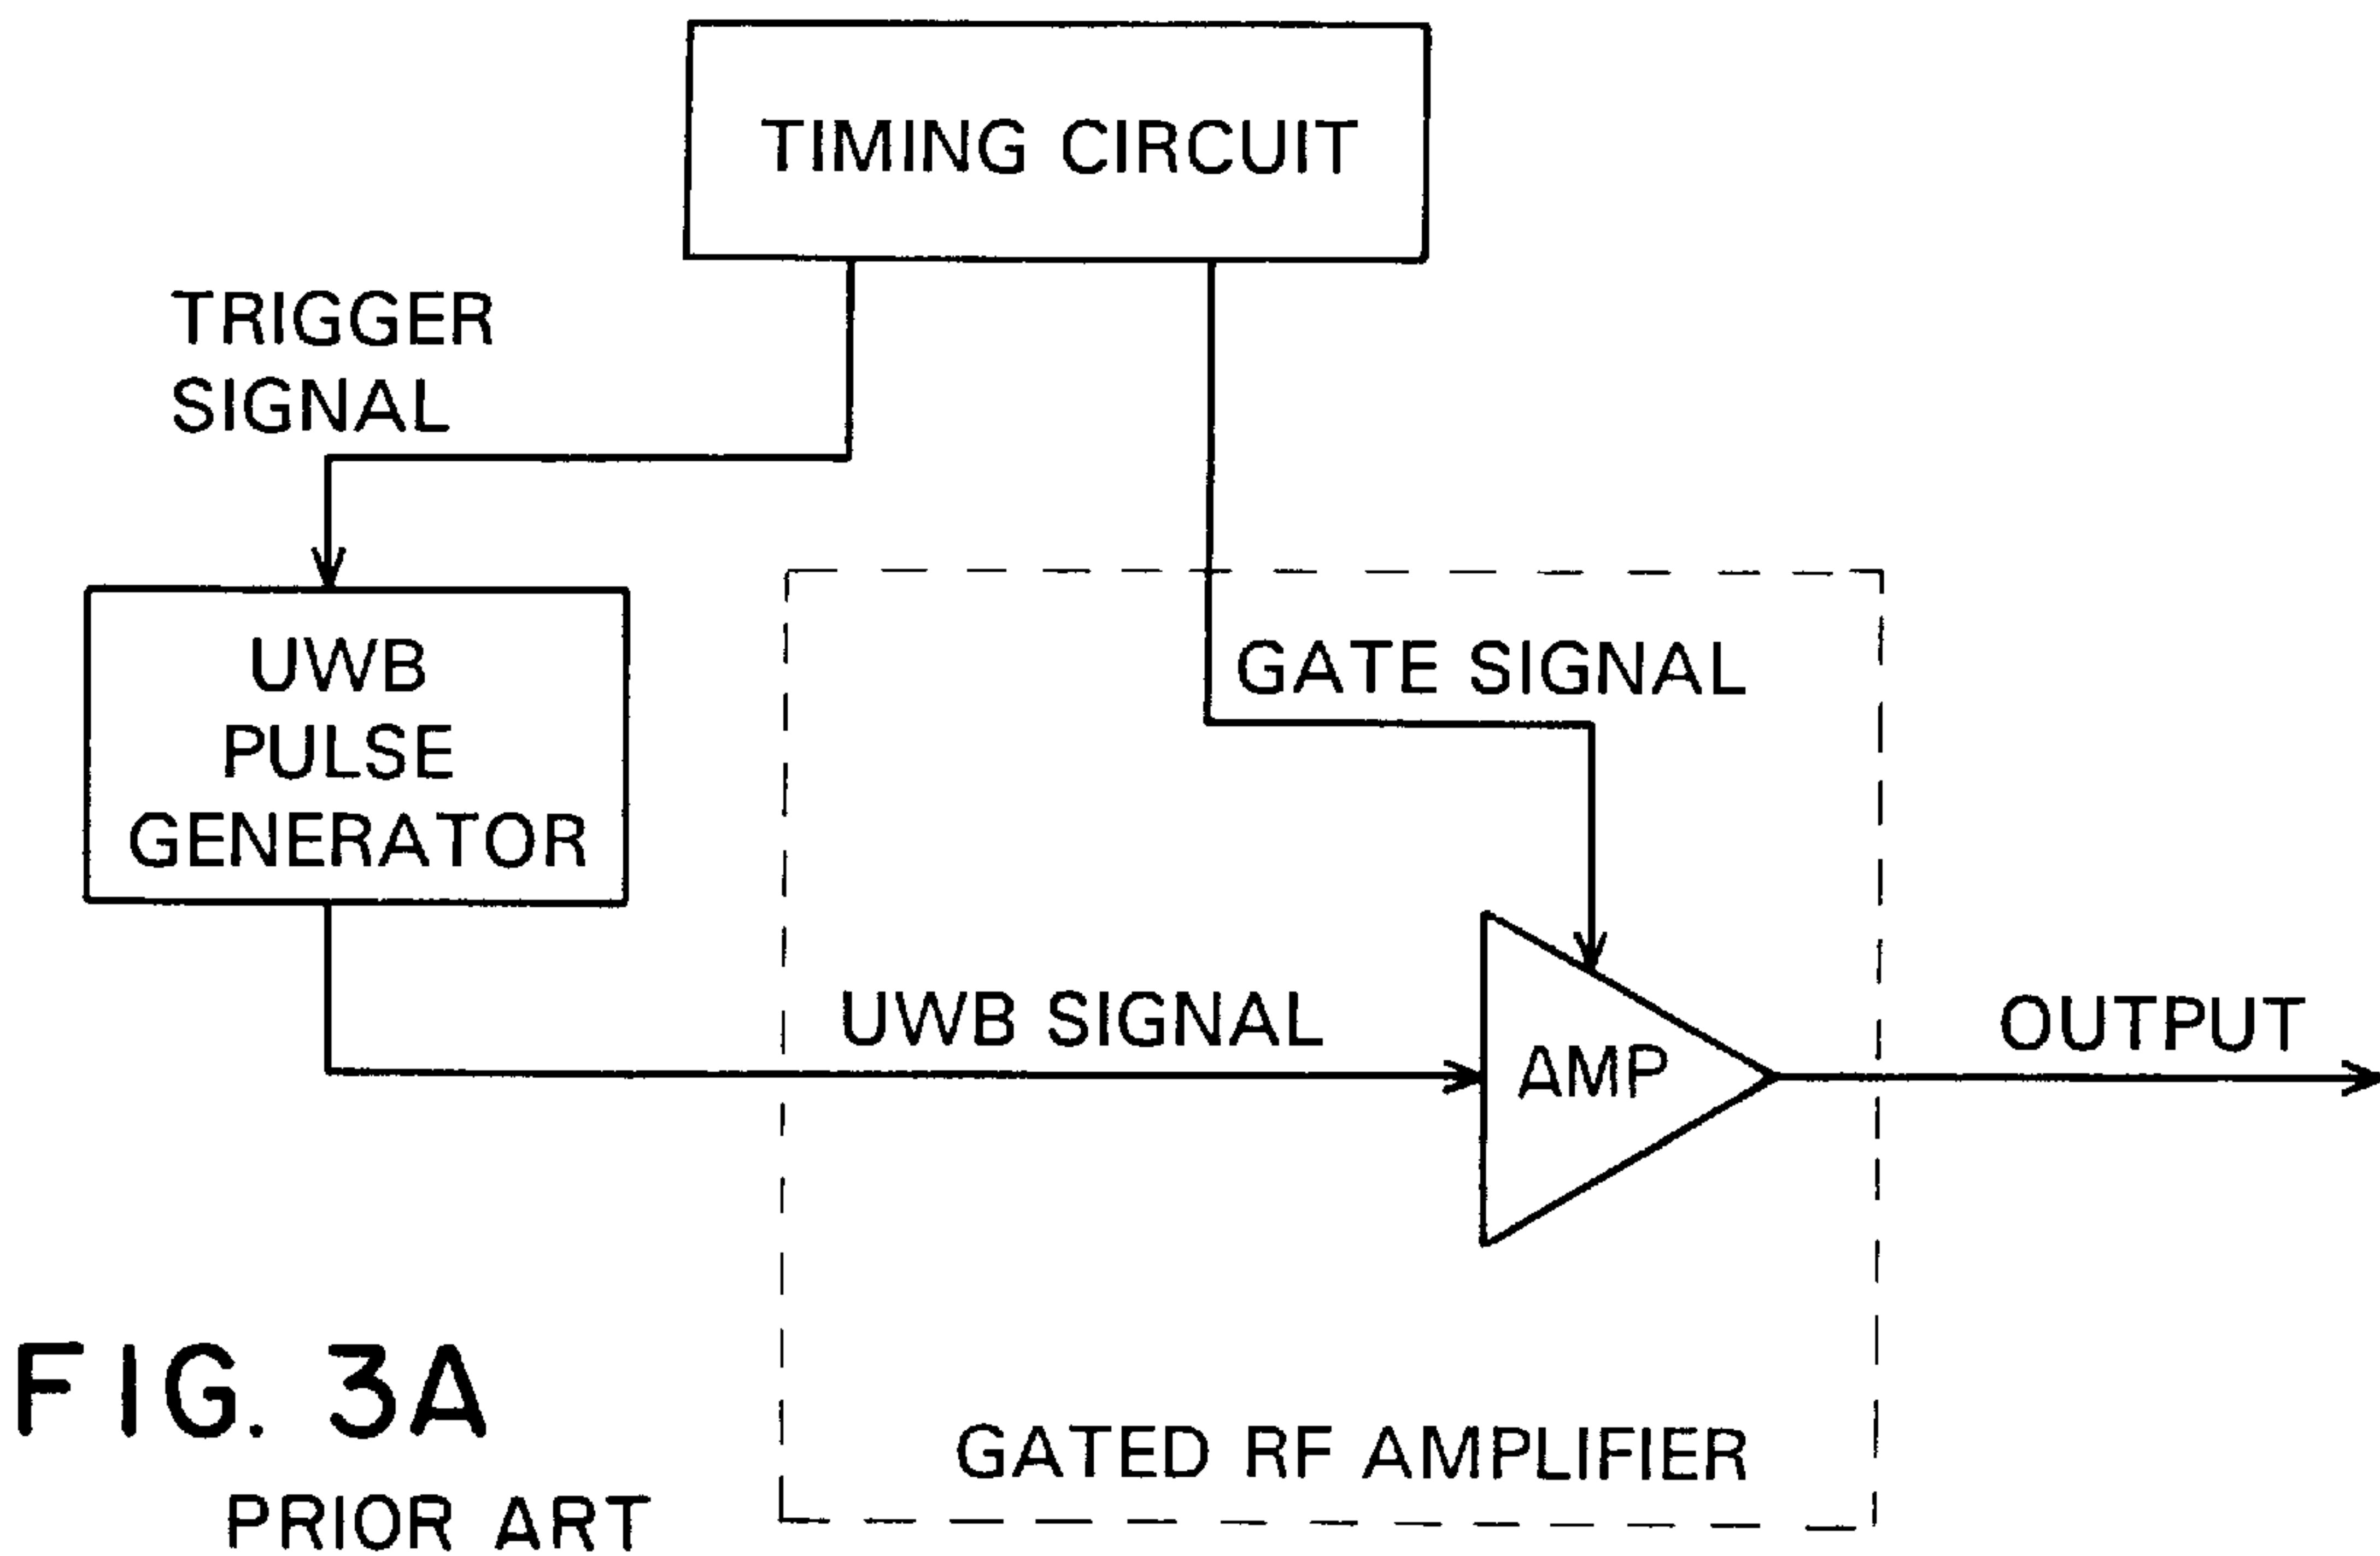 TIMING CIRCUIT
TRIGGER
SIGNAL
UWB
PULSE
GENERATOR
GATE SIGNAL
UWB SIGNAL
AMP
OUTPUT
GATED RF AMPLIFIER
FIG. 3A
PRIOR ART